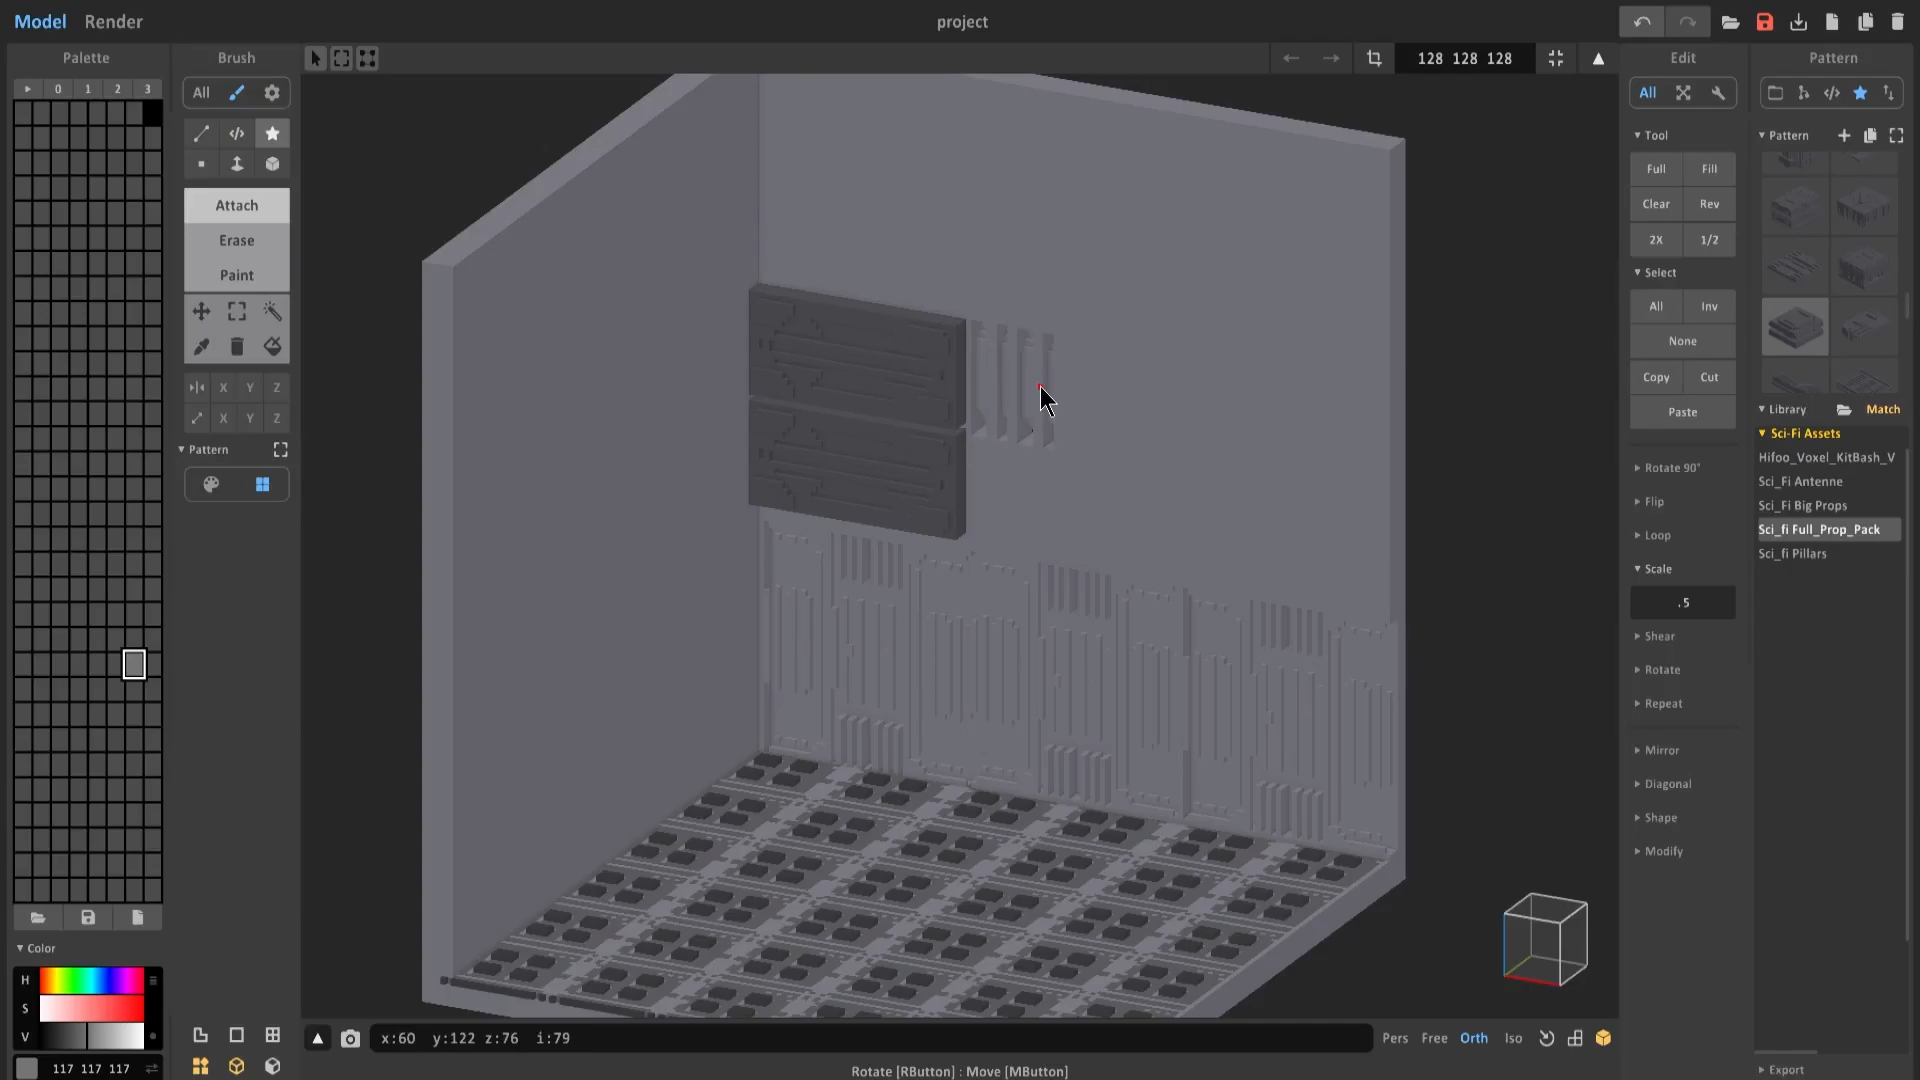 Model Render
project
Palette
Brush
128 128 128
Edit
Pattern
0 1 2 3
All
All
Tool
Pattern
Full Fill
Clear Rev
2X 1/2
Attach
Erase
Paint
Select
All Inv
None
Copy Cut
Paste
X Y Z
X Y Z
Pattern
Library Match
Sci-Fi Assets
Hifoo_Voxel_KitBash_V
Sci_Fi Antenne
Sci_Fi Big Props
Sci_fi Full_Prop_Pack
Sci_fi Pillars
Rotate 90°
Flip
Loop
Scale
.5
Shear
Rotate
Repeat
Mirror
Diagonal
Shape
Modify
Color
H
S
V
117 117 117
x:60 y:122 z:76 i:79
Pers Free Orth Iso
Rotate [RButton] : Move [MButton]
Export